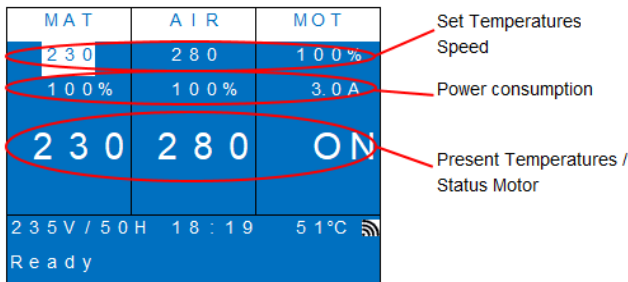 MAT AIR MOT
Set Temperatures
Speed
230 280 100%
100% 100% 3.0A
Power consumption
230 280 ON
Present Temperatures /
Status Motor
235V/50H 18:19 51°C
Ready